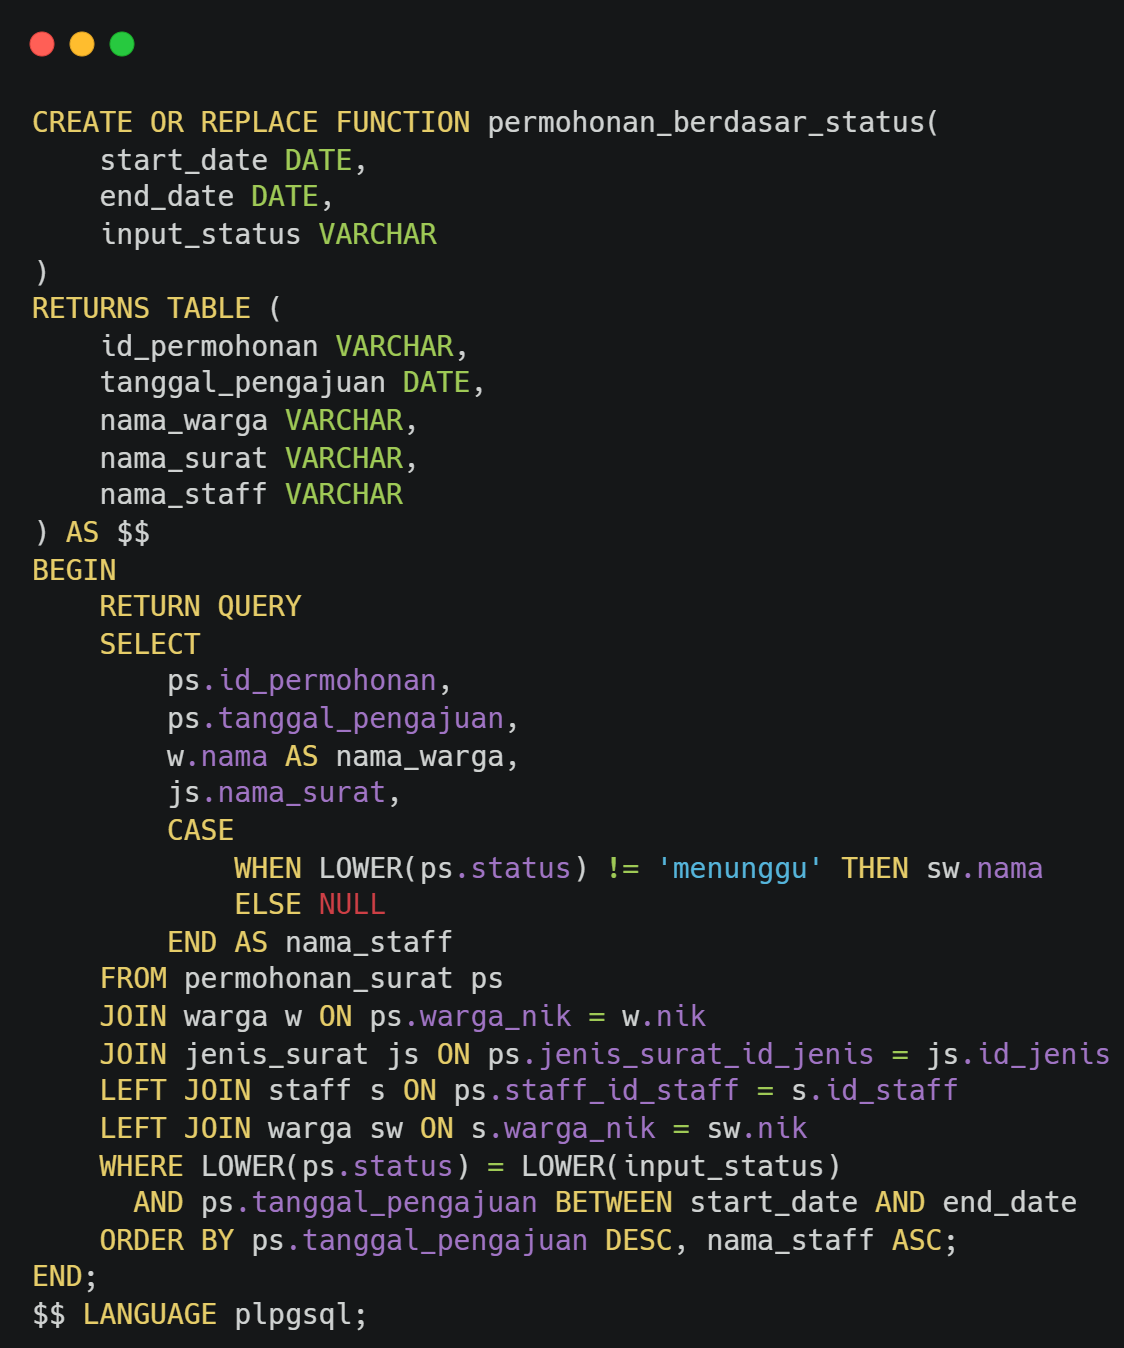 CREATE OR REPLACE FUNCTION permohonan_berdasar_status(
    start_date DATE,
    end_date DATE,
    input_status VARCHAR
)
RETURNS TABLE (
    id_permohonan VARCHAR,
    tanggal_pengajuan DATE,
    nama_warga VARCHAR,
    nama_surat VARCHAR,
    nama_staff VARCHAR
) AS $$
BEGIN
    RETURN QUERY
    SELECT
        ps.id_permohonan,
        ps.tanggal_pengajuan,
        w.nama AS nama_warga,
        js.nama_surat,
        CASE
            WHEN LOWER(ps.status) != 'menunggu' THEN sw.nama
            ELSE NULL
        END AS nama_staff
    FROM permohonan_surat ps
    JOIN warga w ON ps.warga_nik = w.nik
    JOIN jenis_surat js ON ps.jenis_surat_id_jenis = js.id_jenis
    LEFT JOIN staff s ON ps.staff_id_staff = s.id_staff
    LEFT JOIN warga sw ON s.warga_nik = sw.nik
    WHERE LOWER(ps.status) = LOWER(input_status)
      AND ps.tanggal_pengajuan BETWEEN start_date AND end_date
    ORDER BY ps.tanggal_pengajuan DESC, nama_staff ASC;
END;
$$ LANGUAGE plpgsql;